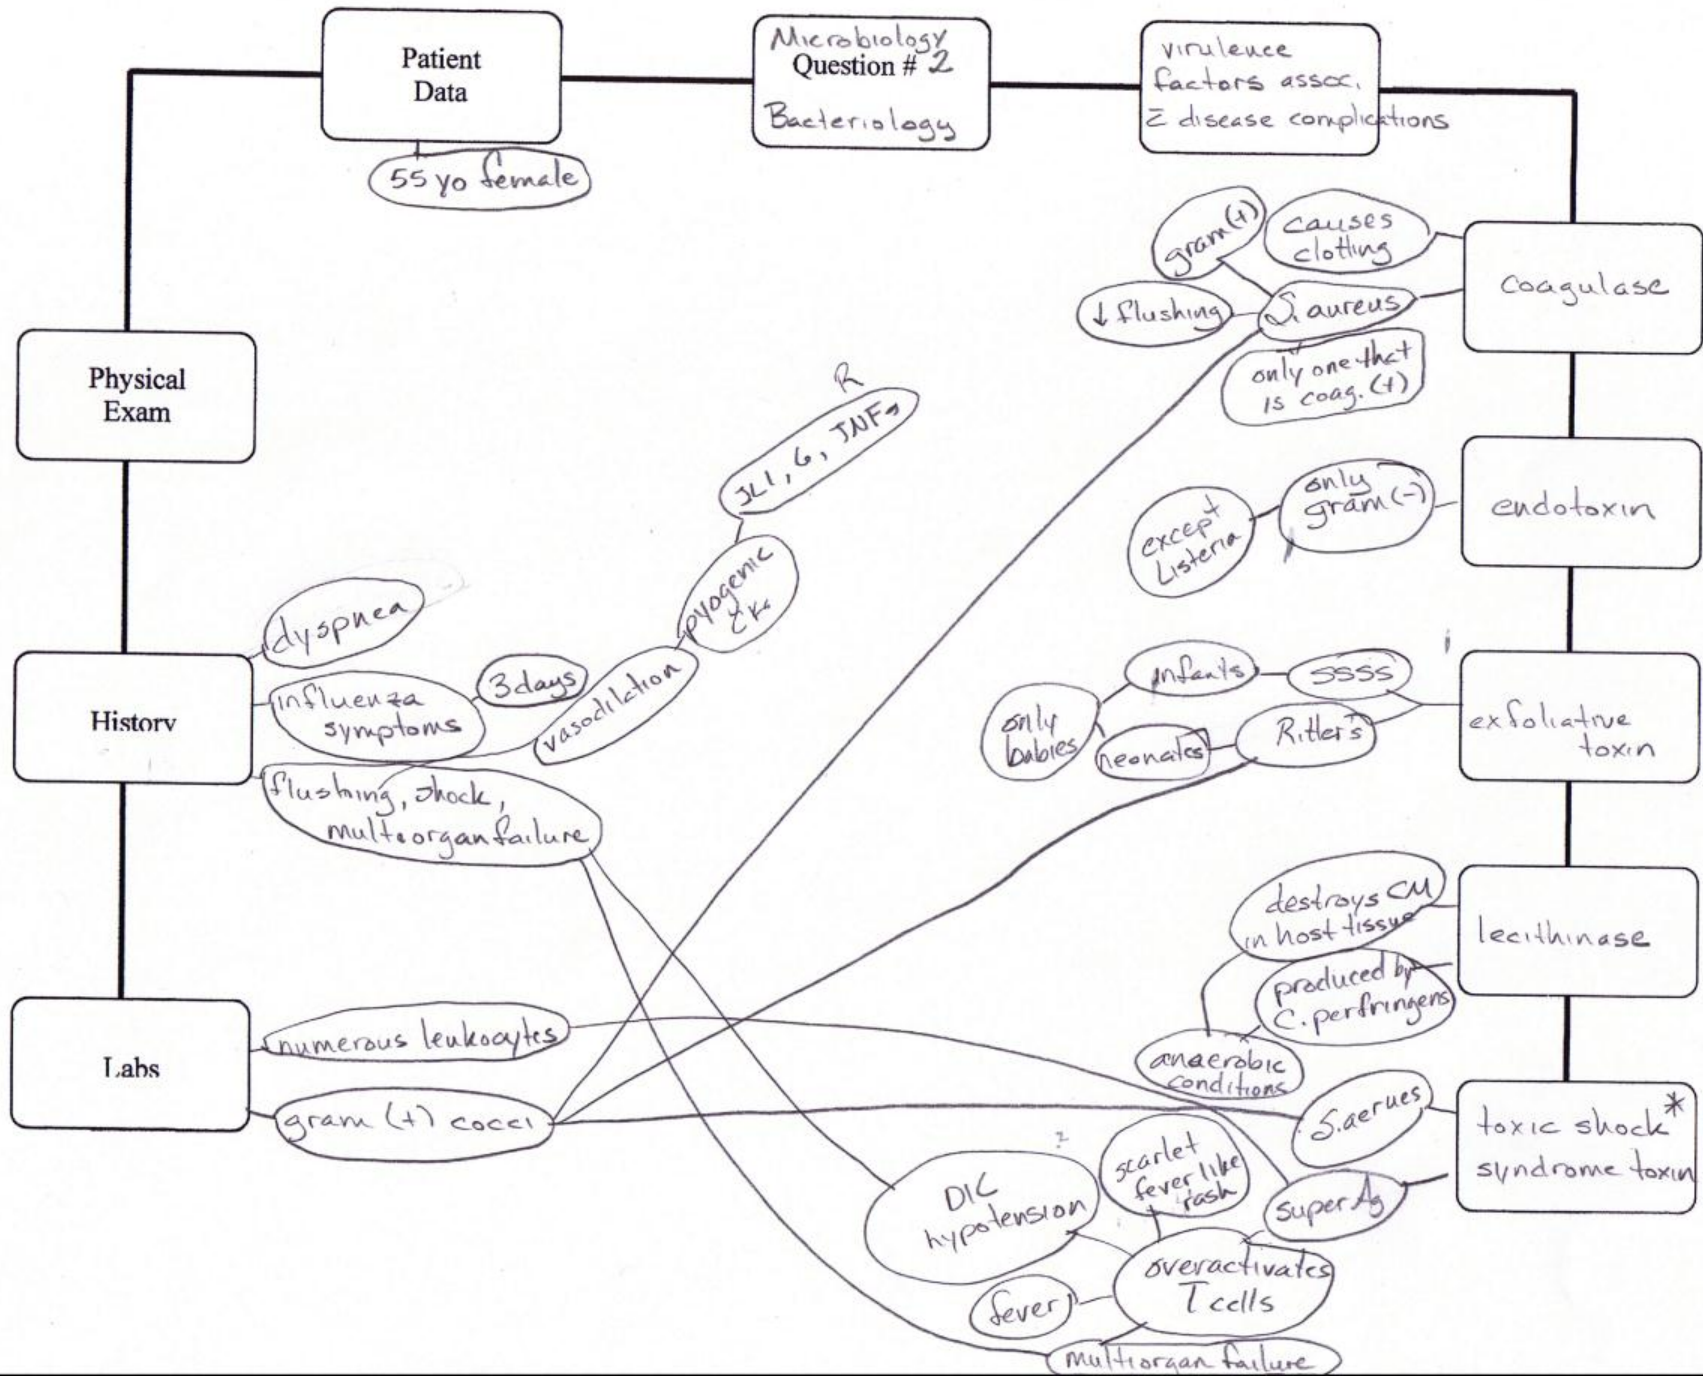 Patient
Data
Microbiology
Question # 2
Bacteriology
virulence
factors assoc.
c̄ disease complications
55 yo female
gram (+)
causes
clotting
coagulase
↓ flushing
S. aureus
only one that
is coag. (+)
Physical
Exam
R
IL1, 6, TNFα
only
gram (-)
except
Listeria
endotoxin
pyogenic
CKs
dyspnea
History
influenza
symptoms
3 days
vasodilation
flushing, shock,
multiorgan failure
infants
SSSS
only
babies
neonates
Ritter's
exfoliative
toxin
destroys CM
in host tissue
lecithinase
produced by
C. perfringens
anaerobic
conditions
Labs
numerous leukocytes
gram (+) cocci
S. aerues
toxic shock *
syndrome toxin
super Ag
?
scarlet
fever like
rash
DIC
hypotension
overactivates
T cells
fever
multiorgan failure